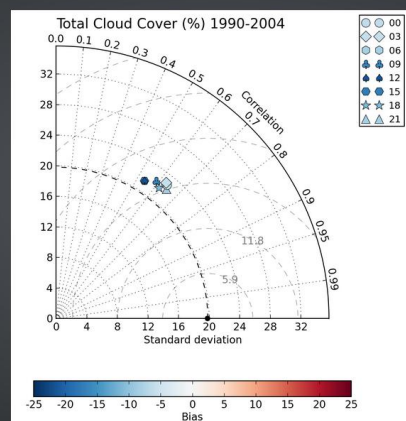 Total Cloud Cover (%) 1990-2004
0.0 0.1 0.2 0.3 0.4 0.5 0.6 0.7 0.8 0.9 0.95 0.99
Correlation
32
28
24
20
16
12
8
4
0
11.8
5.9
0 4 8 12 16 20 24 28 32
Standard deviation
00
03
06
09
12
15
18
21
-25 -20 -15 -10 -5 0 5 10 15 20 25
Bias